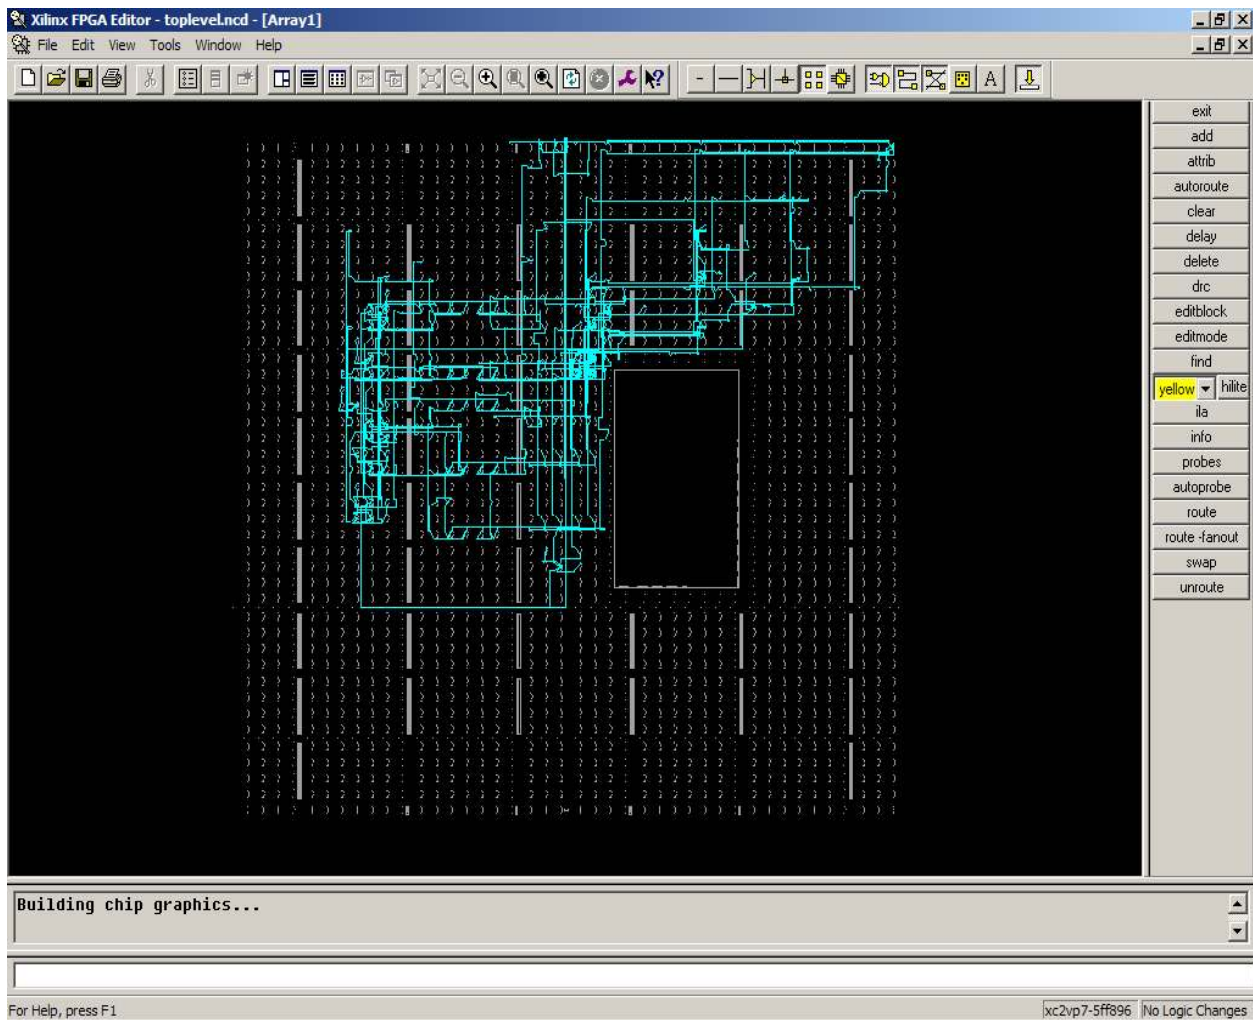 Xilinx FPGA Editor - toplevel.ncd - [Array1]
File Edit View Tools Window Help
A
exit
add
attrib
autoroute
clear
delay
delete
drc
editblock
editmode
find
yellow hilite
ila
info
probes
autoprobe
route
route -fanout
swap
unroute
Building chip graphics...
For Help, press F1 xc2vp7-5ff896 No Logic Changes